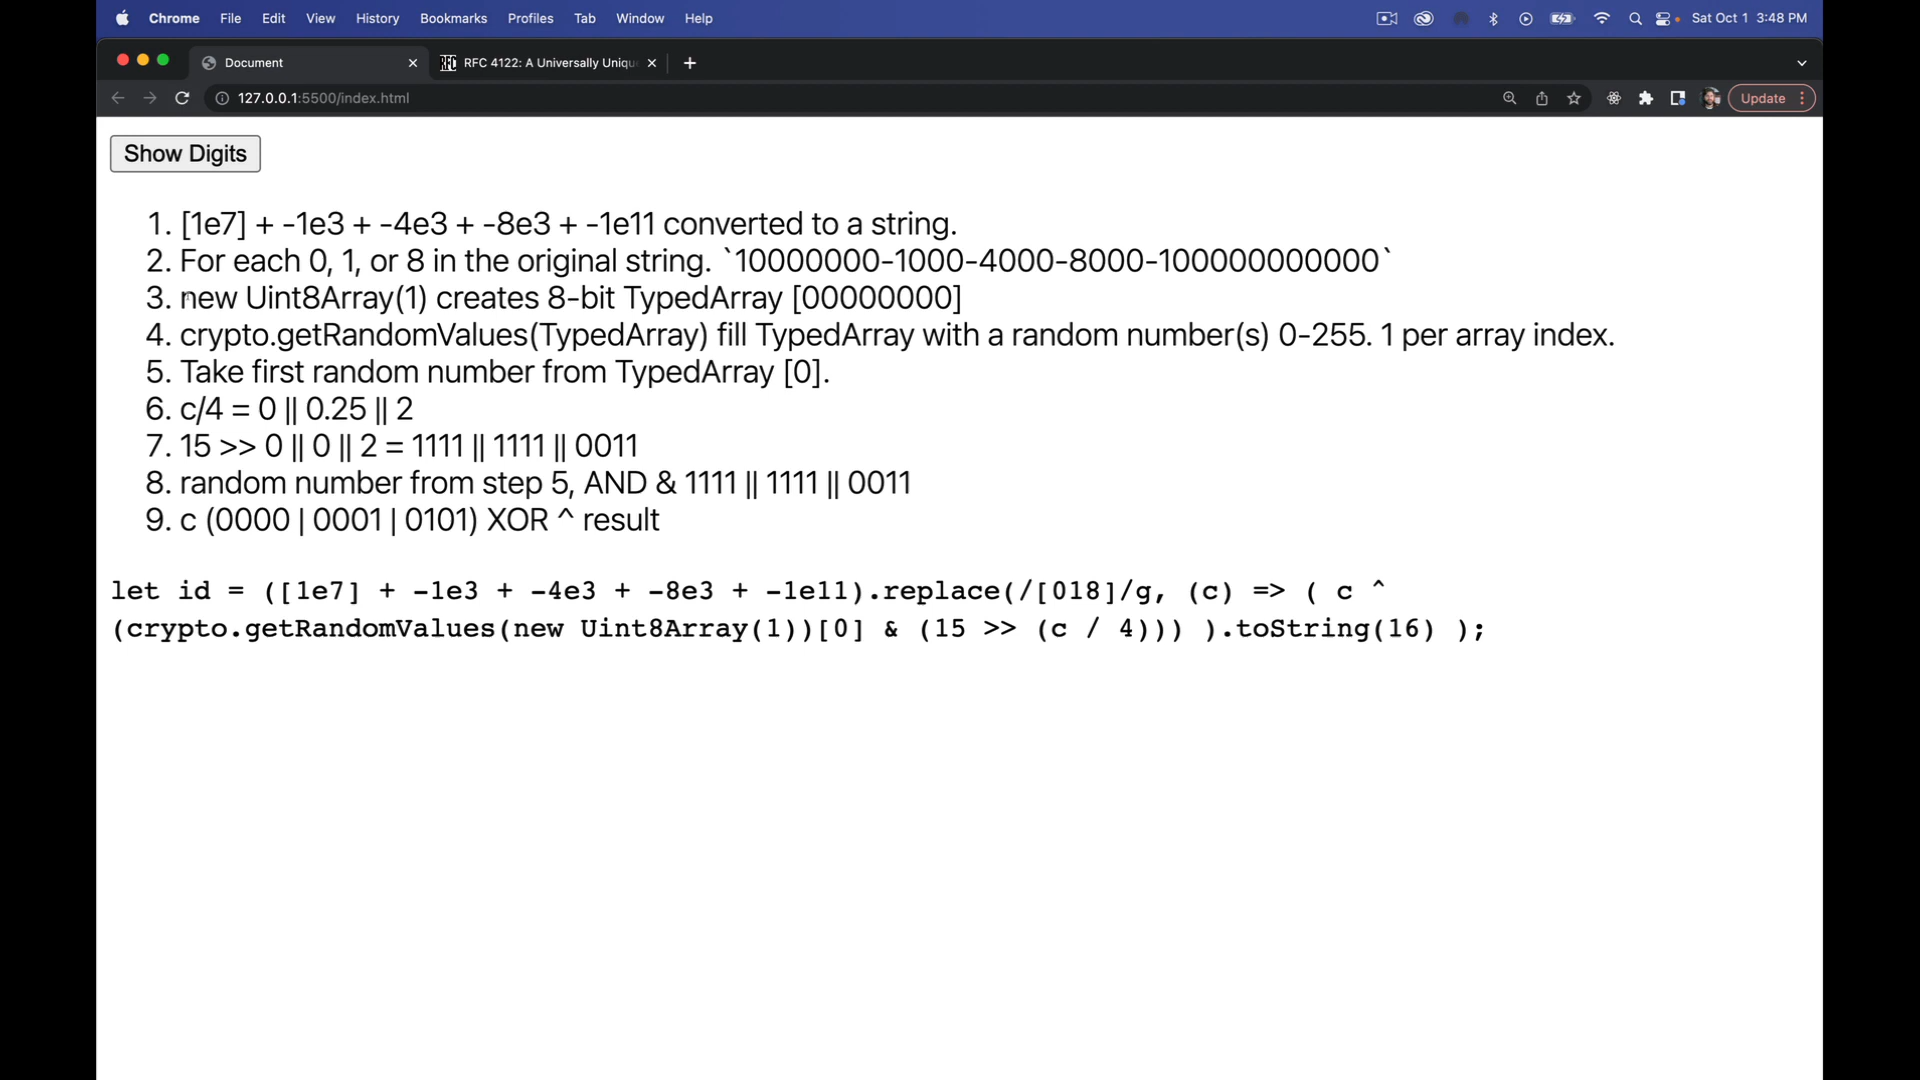 Chrome File Edit View History Bookmarks Profiles Tab Window Help Sat Oct 1 3:48 PM
Document RFC 4122: A Universally Uniqu
127.0.0.1:5500/index.html Update
Show Digits
1. [1e7] + -1e3 + -4e3 + -8e3 + -1e11 converted to a string.
2. For each 0, 1, or 8 in the original string. `10000000-1000-4000-8000-100000000000`
3. new Uint8Array(1) creates 8-bit TypedArray [00000000]
4. crypto.getRandomValues(TypedArray) fill TypedArray with a random number(s) 0-255. 1 per array index.
5. Take first random number from TypedArray [0].
6. c/4 = 0 || 0.25 || 2
7. 15 >> 0 || 0 || 2 = 1111 || 1111 || 0011
8. random number from step 5, AND & 1111 || 1111 || 0011
9. c (0000 | 0001 | 0101) XOR ^ result
let id = ([1e7] + -1e3 + -4e3 + -8e3 + -1e11).replace(/[018]/g, (c) => ( c ^
(crypto.getRandomValues(new Uint8Array(1))[0] & (15 >> (c / 4))) ).toString(16) );